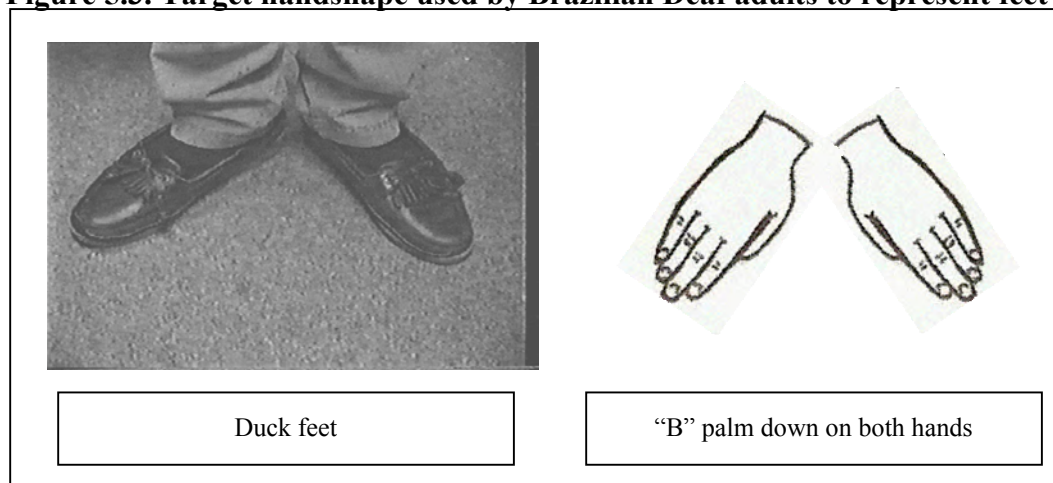 Figure 5.5: Target handshape used by Brazilian Deaf adults to represent feet
Duck feet
“B” palm down on both hands